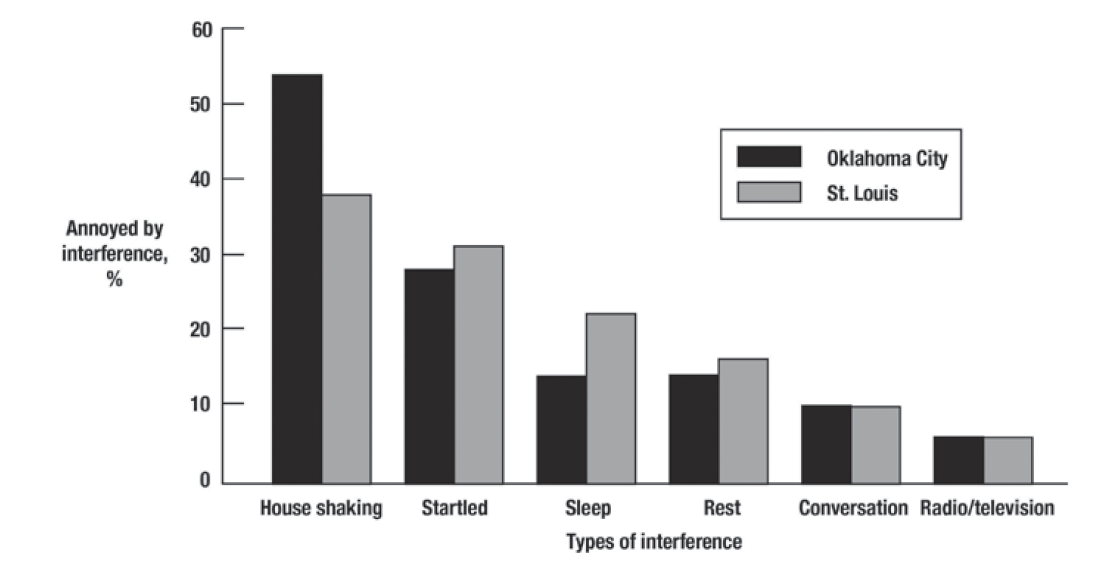 60
50
40
30
20
10
0
Annoyed by
interference,
%
Oklahoma City
St. Louis
House shaking
Startled
Sleep
Rest
Conversation
Radio/television
Types of interference